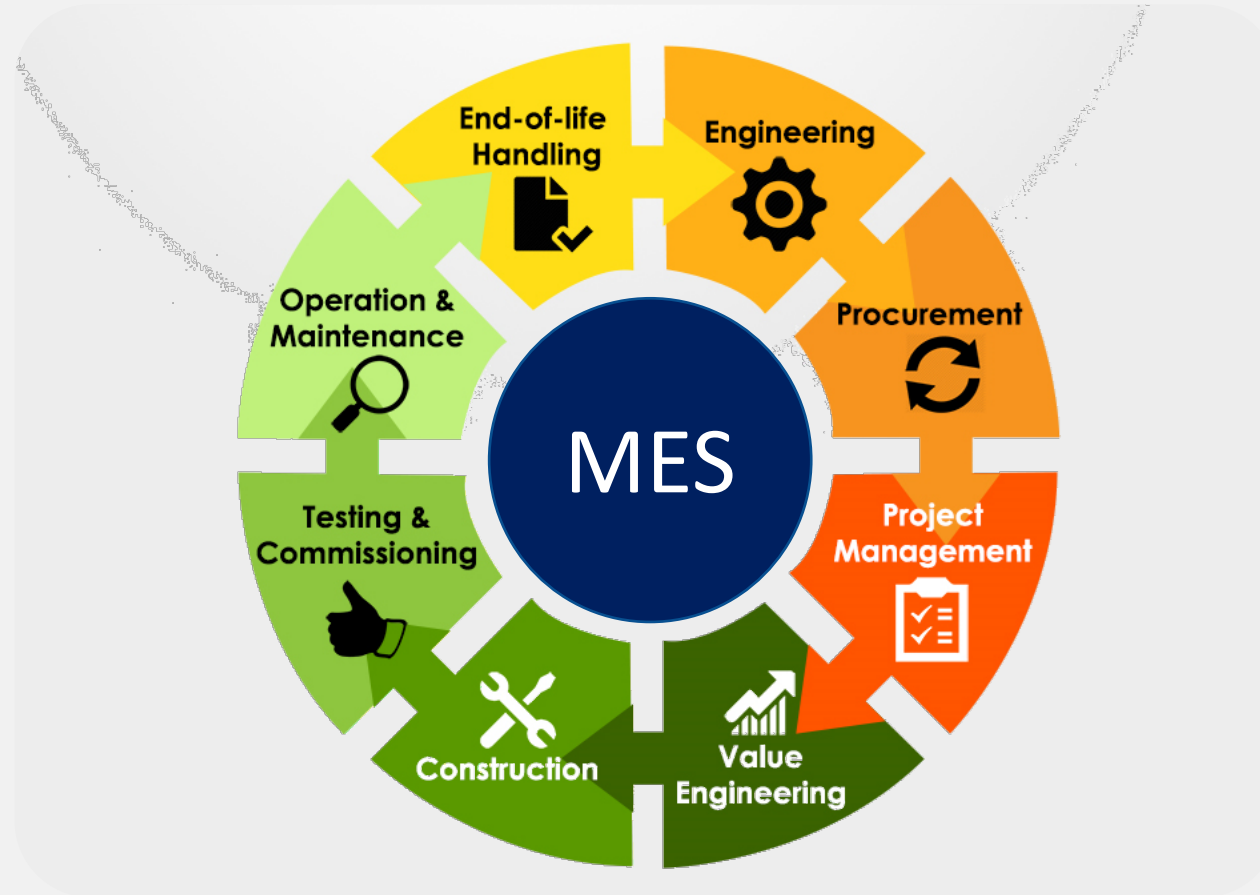 End-of-life
Handling
Engineering
Procurement
Project
Management
Value
Engineering
Construction
Testing &
Commissioning
Operation &
Maintenance
MES